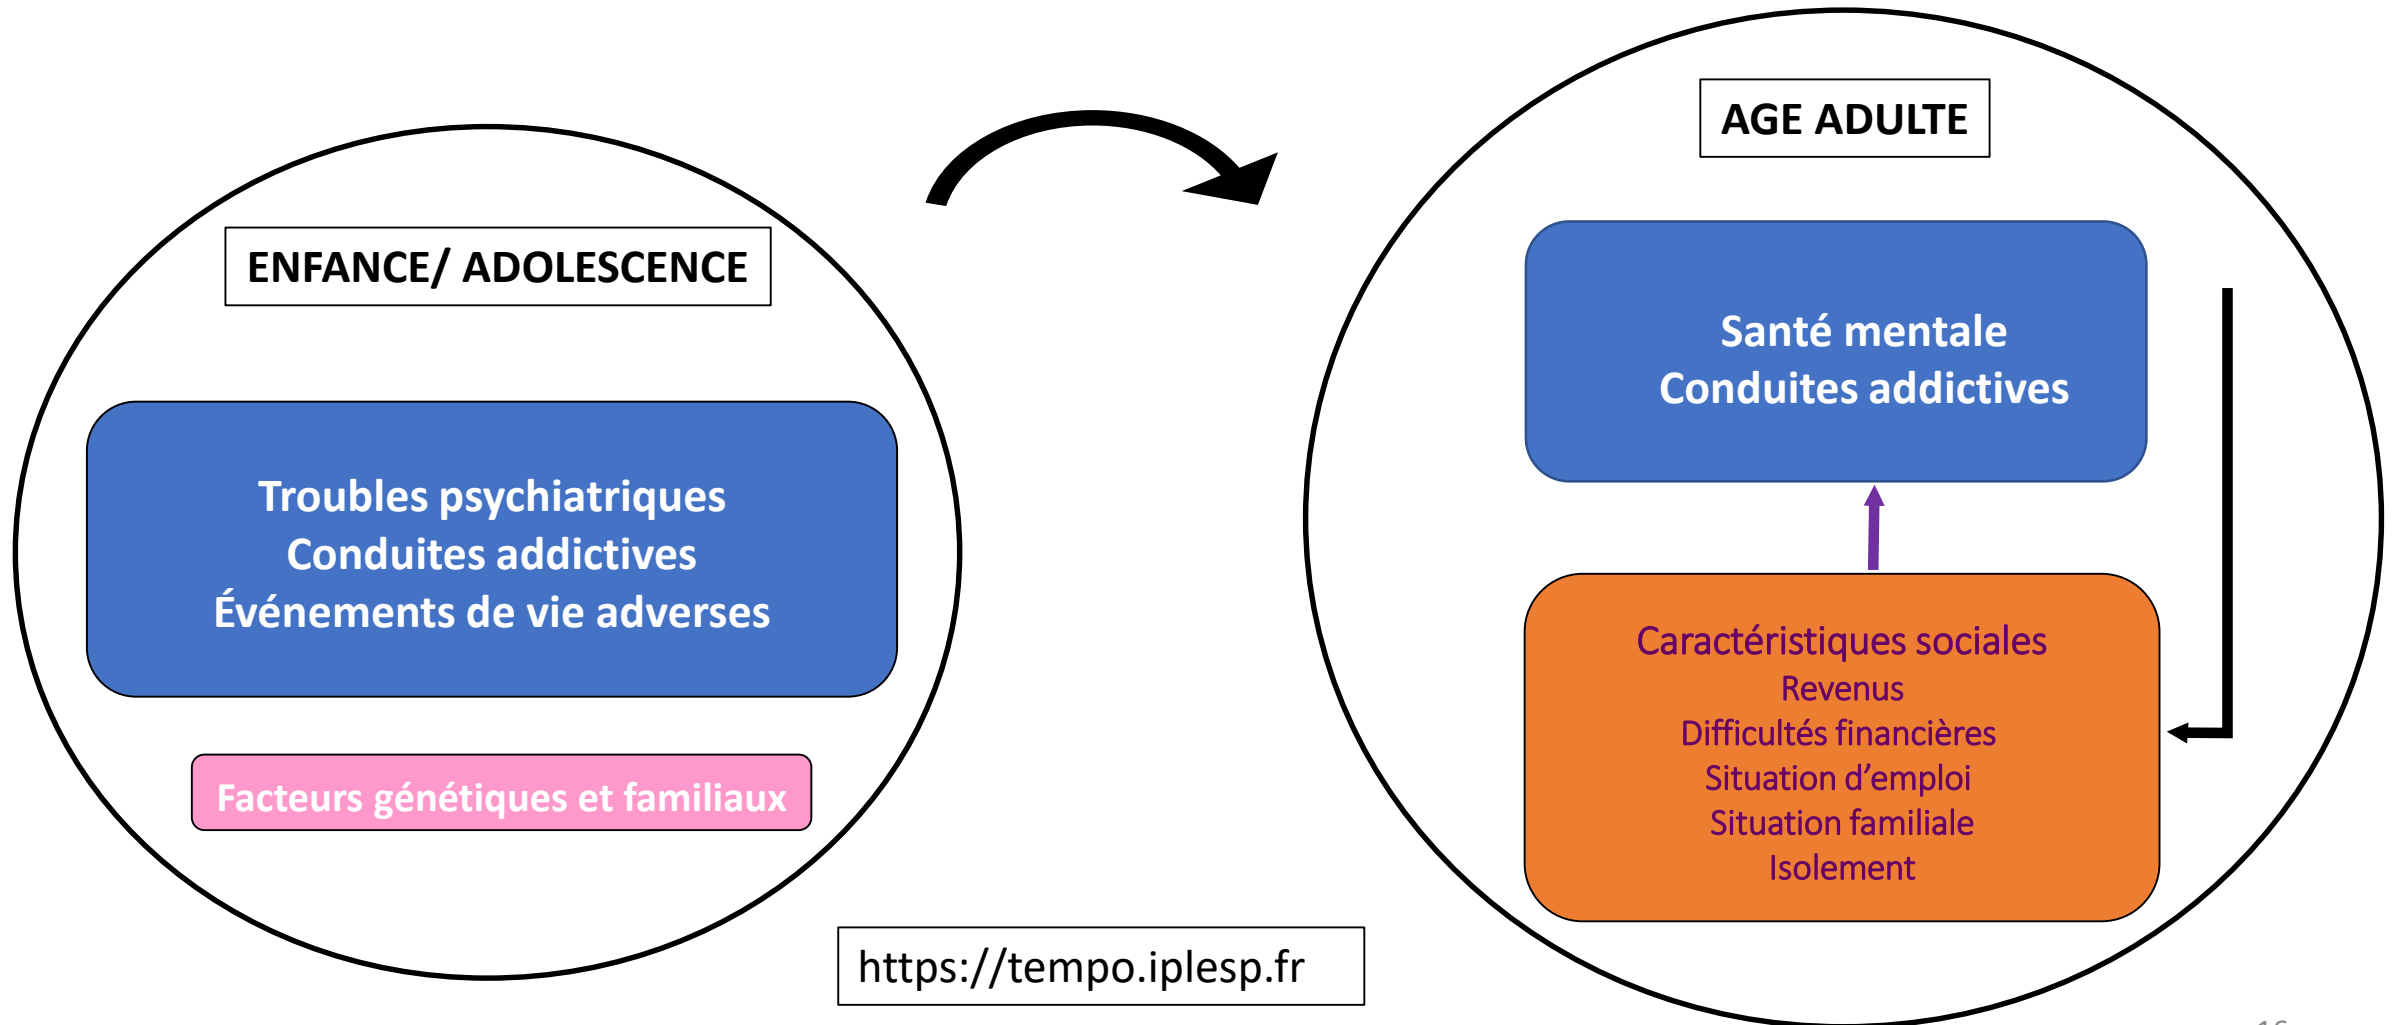 ENFANCE/ ADOLESCENCE
Troubles psychiatriques
Conduites addictives
Événements de vie adverses
Facteurs génétiques et familiaux
AGE ADULTE
Santé mentale
Conduites addictives
Caractéristiques sociales
Revenus
Difficultés financières
Situation d’emploi
Situation familiale
Isolement
https://tempo.iplesp.fr